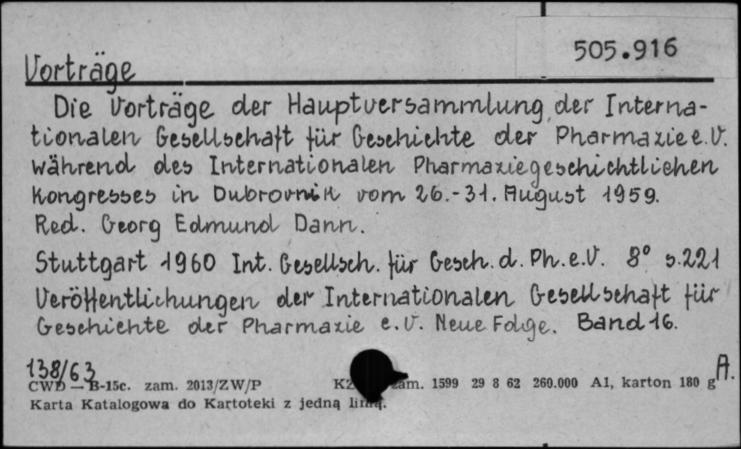 505.916
Vorträge
Die Vorträge der Hauptversammlung der Interna-
tionalen Gesellschaft für Geschichte der Pharmazie e.V.
während des Internationalen Pharmaziegeschichtlichen
Kongresses in Dubrovnik vom 26.-31. August 1959.
Red. Georg Edmund Dann.
Stuttgart 1960 Int. Gesellsch. für Gesch. d. Ph. e.V. 8° s.221
Veröffentlichungen der Internationalen Gesellschaft für
Geschichte der Pharmazie e.V. Neue Folge. Band 16.
138/63 A.
CWD — B-15c. zam. 2013/ZW/P zam. 1599 29 8 62 260.000 A1, karton 180 g
Karta Katalogowa do Kartoteki z jedną linią.